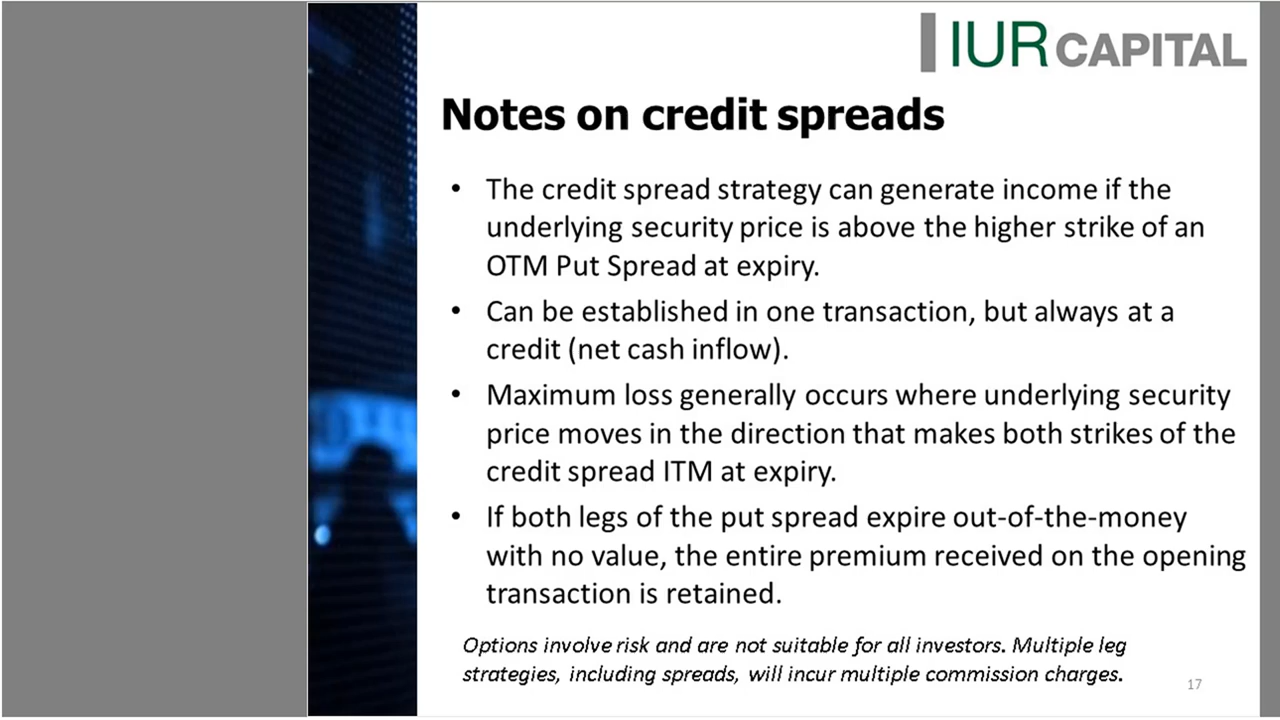 IUR CAPITAL
Notes on credit spreads
• The credit spread strategy can generate income if the
underlying security price is above the higher strike of an
OTM Put Spread at expiry.
• Can be established in one transaction, but always at a
credit (net cash inflow).
• Maximum loss generally occurs where underlying security
price moves in the direction that makes both strikes of the
credit spread ITM at expiry.
• If both legs of the put spread expire out-of-the-money
with no value, the entire premium received on the opening
transaction is retained.
Options involve risk and are not suitable for all investors. Multiple leg
strategies, including spreads, will incur multiple commission charges.
17